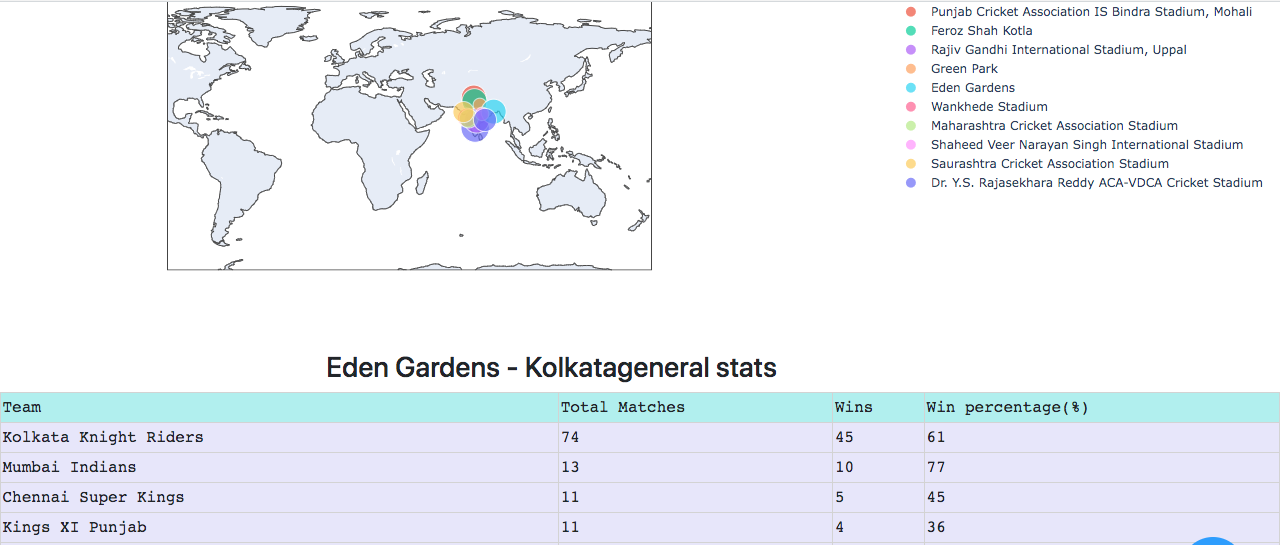 Punjab Cricket Association IS Bindra Stadium, Mohali
Feroz Shah Kotla
Rajiv Gandhi International Stadium, Uppal
Green Park
Eden Gardens
Wankhede Stadium
Maharashtra Cricket Association Stadium
Shaheed Veer Narayan Singh International Stadium
Saurashtra Cricket Association Stadium
Dr. Y.S. Rajasekhara Reddy ACA-VDCA Cricket Stadium
Eden Gardens - Kolkatageneral stats
Team Total Matches Wins Win percentage(%)
Kolkata Knight Riders 74 45 61
Mumbai Indians 13 10 77
Chennai Super Kings 11 5 45
Kings XI Punjab 11 4 36